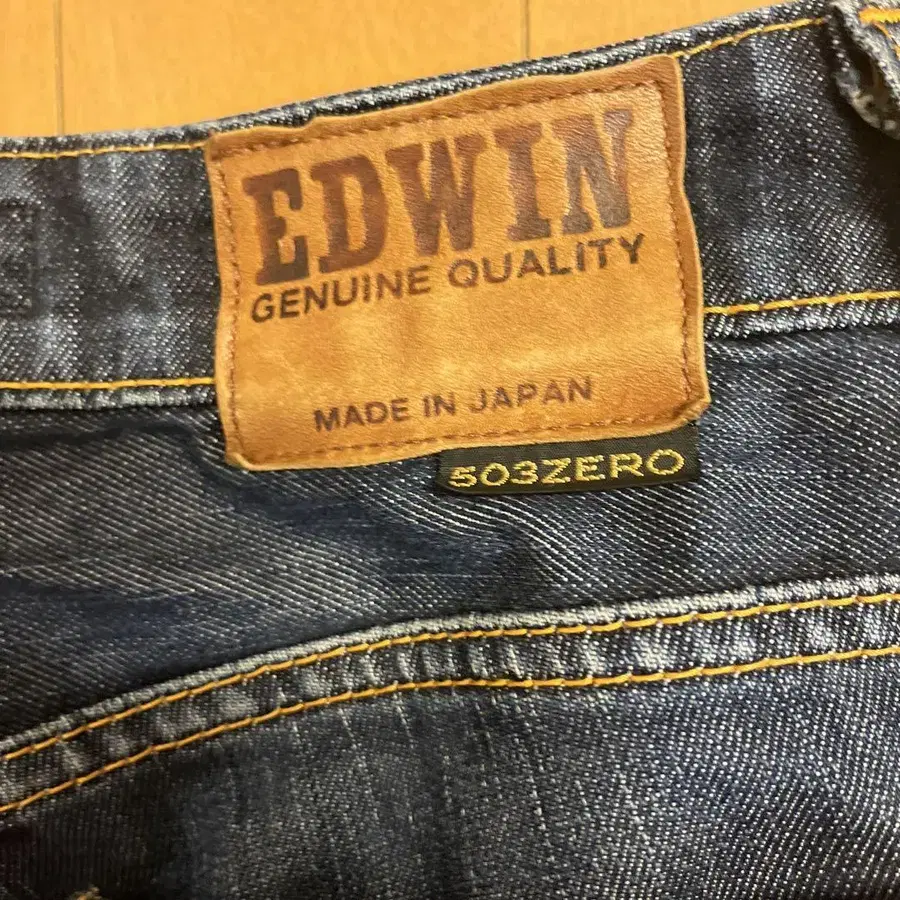 EDWIN
GENUINE QUALITY
MADE IN JAPAN
503ZERO